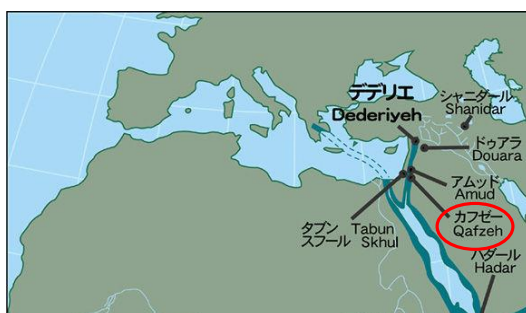 デデリエ
Dederiyeh
シャニダール
Shanidar
ドゥアラ
Douara
アムッド
Amud
カフゼー
Qafzeh
タブン Tabun
スフール Skhul
ハダール
Hadar